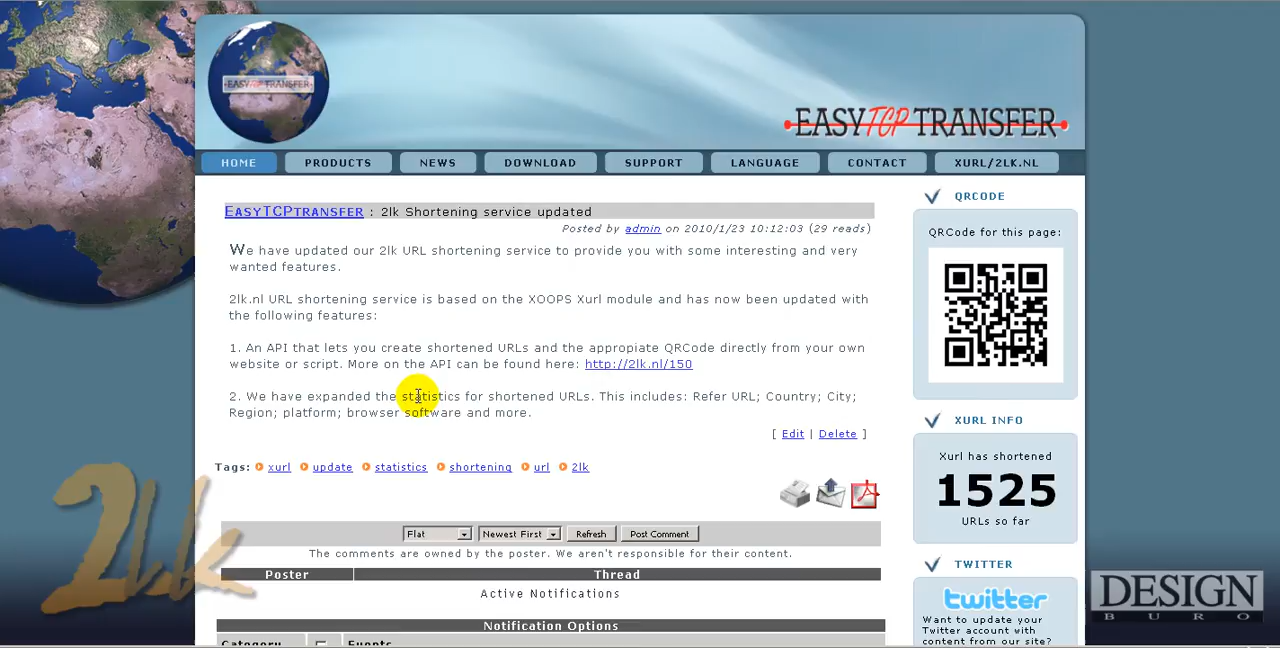 EASYTCPTRANSFER
EASYTCPTRANSFER
HOME PRODUCTS NEWS DOWNLOAD SUPPORT LANGUAGE CONTACT XURL/2LK.NL
EASYTCPTRANSFER : 2lk Shortening service updated
Posted by admin on 2010/1/23 10:12:03 (29 reads)
We have updated our 2lk URL shortening service to provide you with some interesting and very
wanted features.
2lk.nl URL shortening service is based on the XOOPS Xurl module and has now been updated with
the following features:
1. An API that lets you create shortened URLs and the appropiate QRCode directly from your own
website or script. More on the API can be found here: http://2lk.nl/150
2. We have expanded the statistics for shortened URLs. This includes: Refer URL; Country; City;
Region; platform; browser software and more.
[ Edit | Delete ]
Tags: xurl update statistics shortening url 2lk
Flat Newest First Refresh Post Comment
The comments are owned by the poster. We aren't responsible for their content.
Poster Thread
Active Notifications
Notification Options
Category Events
QRCODE
QRCode for this page:
XURL INFO
Xurl has shortened
1525
URLs so far
TWITTER
twitter
Want to update your
Twitter account with
content from our site?
2lk
DESIGN
BURO